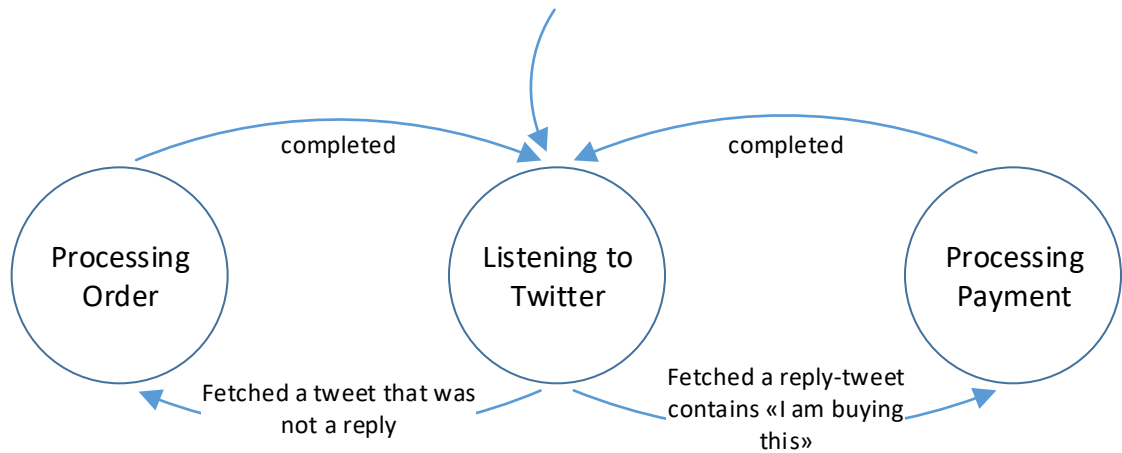 completed
completed
Processing
Order
Listening to
Twitter
Processing
Payment
Fetched a tweet that was
not a reply
Fetched a reply-tweet
contains «I am buying
this»